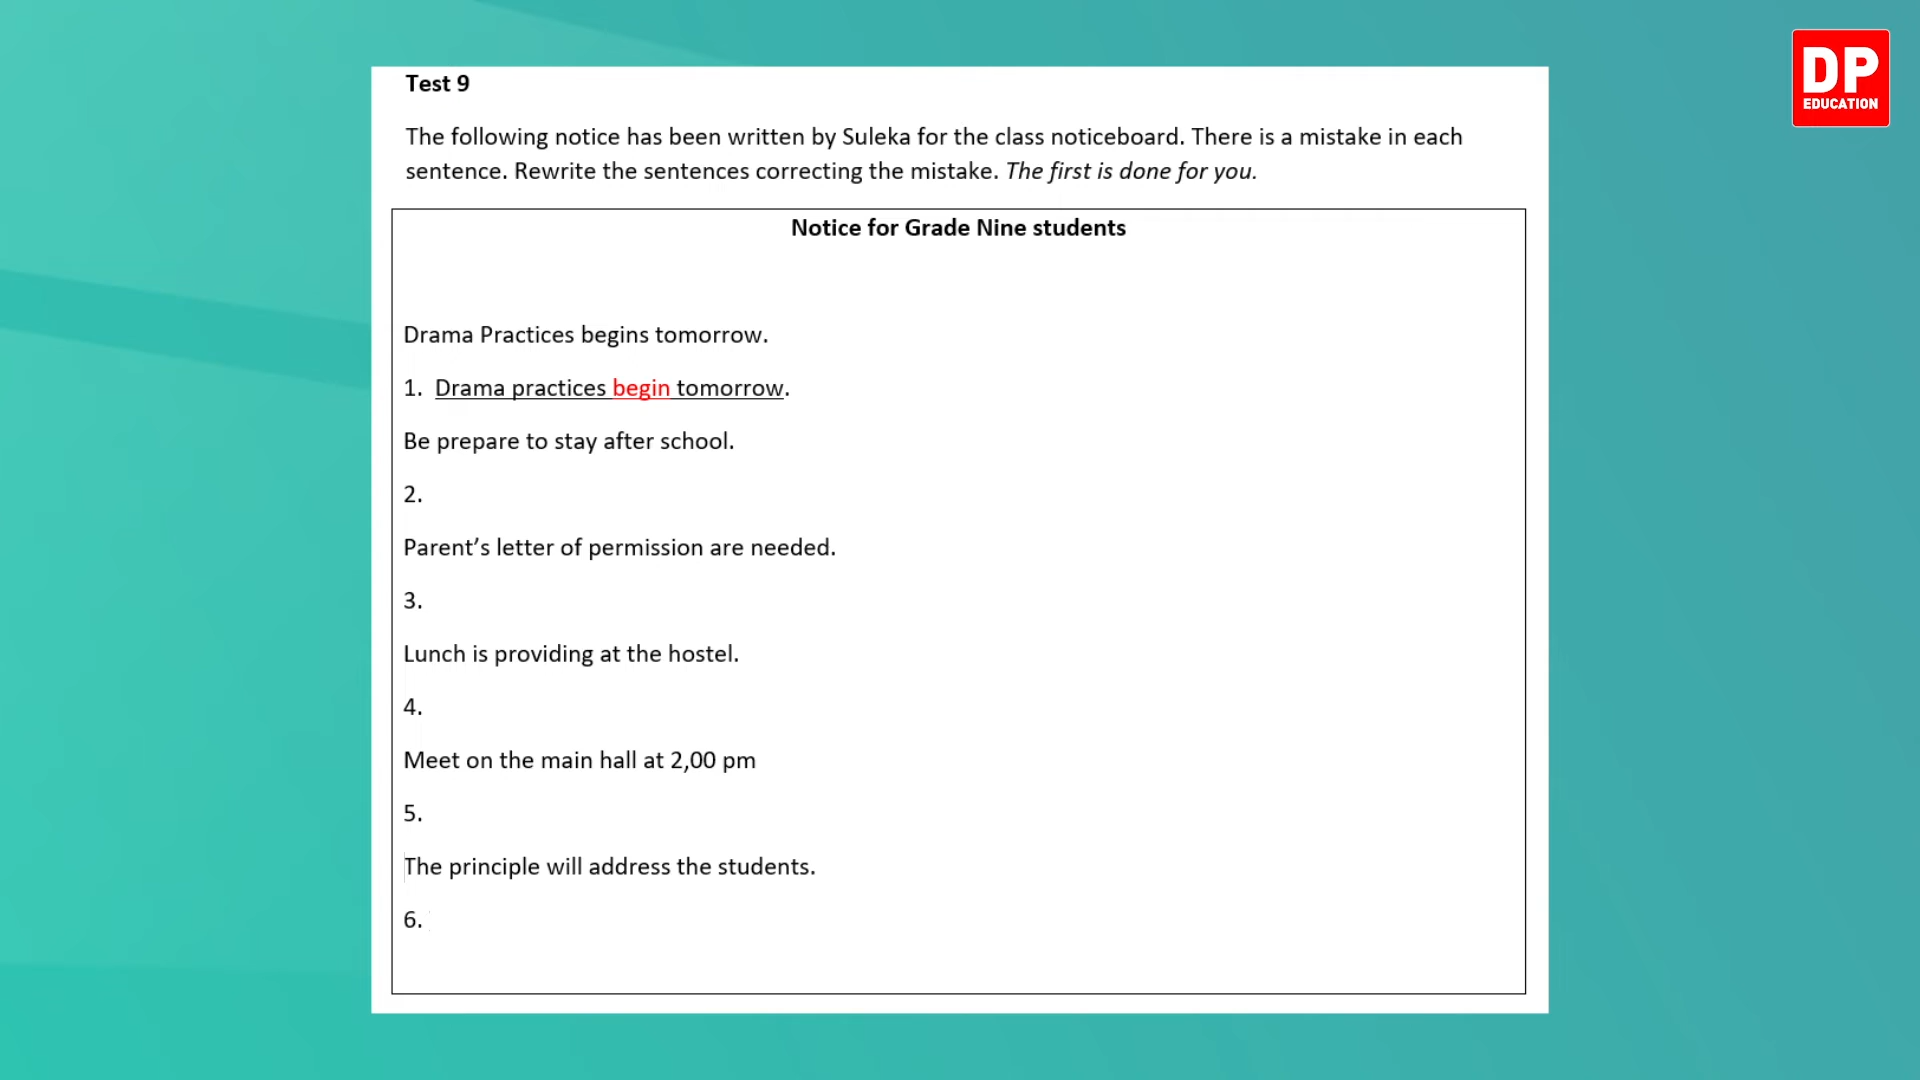 DP
EDUCATION
Test 9
The following notice has been written by Suleka for the class noticeboard. There is a mistake in each
sentence. Rewrite the sentences correcting the mistake. The first is done for you.
Notice for Grade Nine students
Drama Practices begins tomorrow.
1. Drama practices begin tomorrow.
Be prepare to stay after school.
2.
Parent’s letter of permission are needed.
3.
Lunch is providing at the hostel.
4.
Meet on the main hall at 2,00 pm
5.
The principle will address the students.
6.